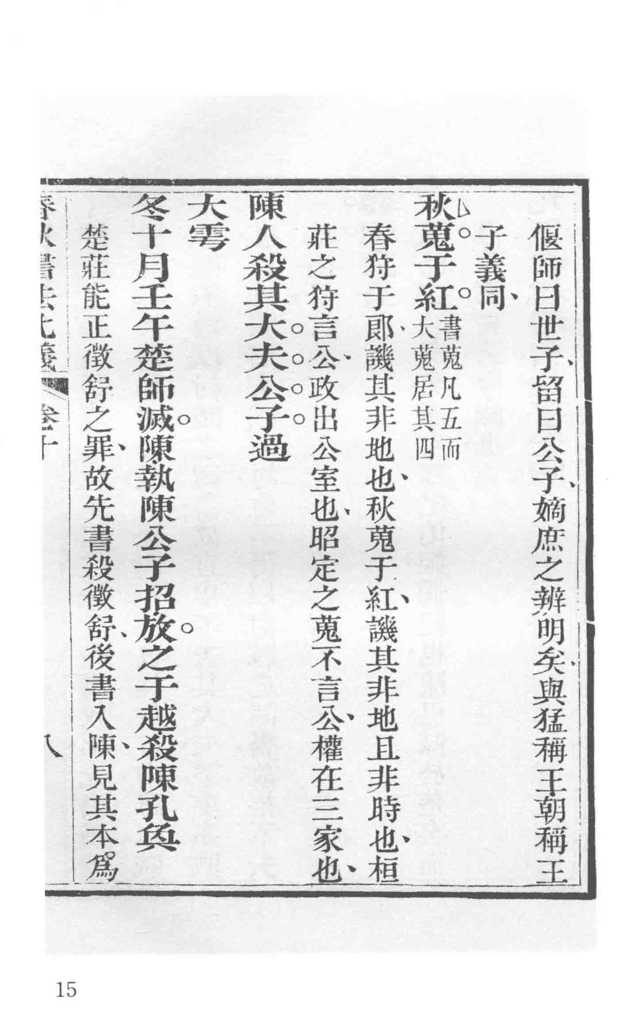 偃師曰世子留曰公子嫡庶之辨明矣與猛稱王朝稱王
子義同
秋蒐于紅書蒐凡五而大蒐居其四
春狩于郞譏其非地也秋蒐于紅譏其非地且非時也桓
莊之狩言公政出公室也昭定之蒐不言公權在三家也
陳人殺其大夫公子過
大雩
冬十月壬午楚師滅陳執陳公子招放之于越殺陳孔奐
楚莊能正徵舒之罪故先書殺徵舒後書入陳見其本爲
春秋書法比義 卷十 八
15